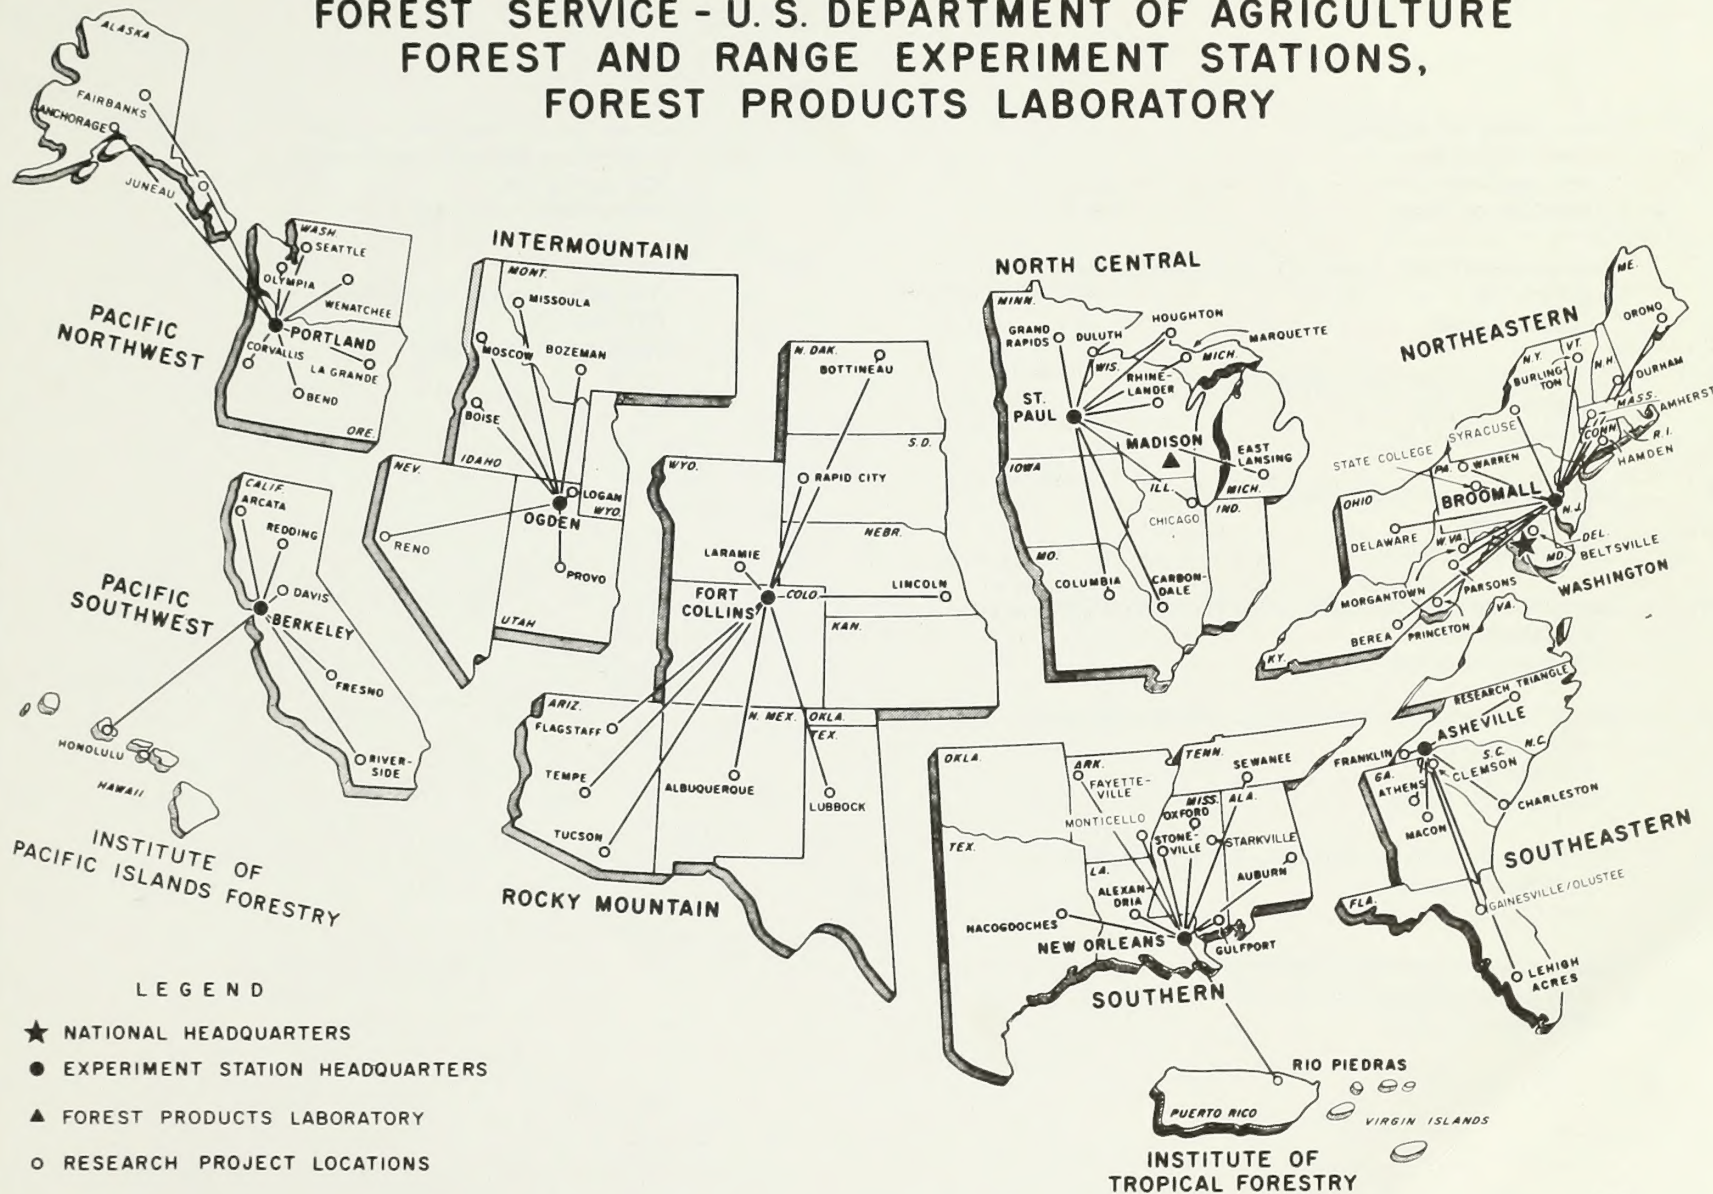 FOREST SERVICE - U. S. DEPARTMENT OF AGRICULTURE
FOREST AND RANGE EXPERIMENT STATIONS,
FOREST PRODUCTS LABORATORY
ALASKA
FAIRBANKS
ANCHORAGE
JUNEAU
PACIFIC
NORTHWEST
WASH.
SEATTLE
OLYMPIA
WENATCHEE
PORTLAND
CORVALLIS
LA GRANDE
BEND
ORE.
INTERMOUNTAIN
MONT.
MISSOULA
MOSCOW
BOZEMAN
BOISE
IDAHO
NEV.
LOGAN
WYO.
OGDEN
RENO
PROVO
UTAH
PACIFIC
SOUTHWEST
CALIF.
ARCATA
REDDING
DAVIS
BERKELEY
FRESNO
RIVER-
SIDE
HONOLULU
HAWAII
INSTITUTE OF
PACIFIC ISLANDS FORESTRY
N. DAK.
BOTTINEAU
S.D.
WYO.
RAPID CITY
NEBR.
LARAMIE
FORT
COLLINS
COLO.
LINCOLN
KAN.
ARIZ.
FLAGSTAFF
N. MEX.
OKLA.
TEX.
TEMPE
ALBUQUERQUE
LUBBOCK
TUCSON
ROCKY MOUNTAIN
NORTH CENTRAL
MINN.
GRAND
RAPIDS
DULUTH
HOUGHTON
MARQUETTE
MICH.
WIS.
RHINE-
LANDER
ST.
PAUL
MADISON
EAST
LANSING
IOWA
ILL.
MICH.
IND.
CHICAGO
MO.
COLUMBIA
CARBON-
DALE
NORTHEASTERN
ME.
ORONO
N.Y.
VT.
BURLING-
TON
N.H.
DURHAM
MASS.
AMHERST
CONN.
R.I.
HAMDEN
SYRACUSE
STATE COLLEGE
PA.
WARREN
BROOMALL
OHIO
N.J.
DELAWARE
W.VA.
DEL.
MD.
BELTSVILLE
WASHINGTON
MORGANTOWN
PARSONS
BEREA
PRINCETON
VA.
KY.
RESEARCH TRIANGLE
ASHEVILLE
N.C.
FRANKLIN
S.C.
CLEMSON
GA.
ATHENS
CHARLESTON
MACON
SOUTHEASTERN
GAINESVILLE/OLUSTEE
FLA.
LEHIGH
ACRES
OKLA.
ARK.
FAYETTE-
VILLE
TENN.
SEWANEE
MISS.
ALA.
OXFORD
MONTICELLO
STONE-
VILLE
STARKVILLE
TEX.
LA.
AUBURN
ALEXAN-
DRIA
NACOGDOCHES
NEW ORLEANS
GULFPORT
SOUTHERN
RIO PIEDRAS
PUERTO RICO
VIRGIN ISLANDS
INSTITUTE OF
TROPICAL FORESTRY
LEGEND
NATIONAL HEADQUARTERS
EXPERIMENT STATION HEADQUARTERS
FOREST PRODUCTS LABORATORY
RESEARCH PROJECT LOCATIONS